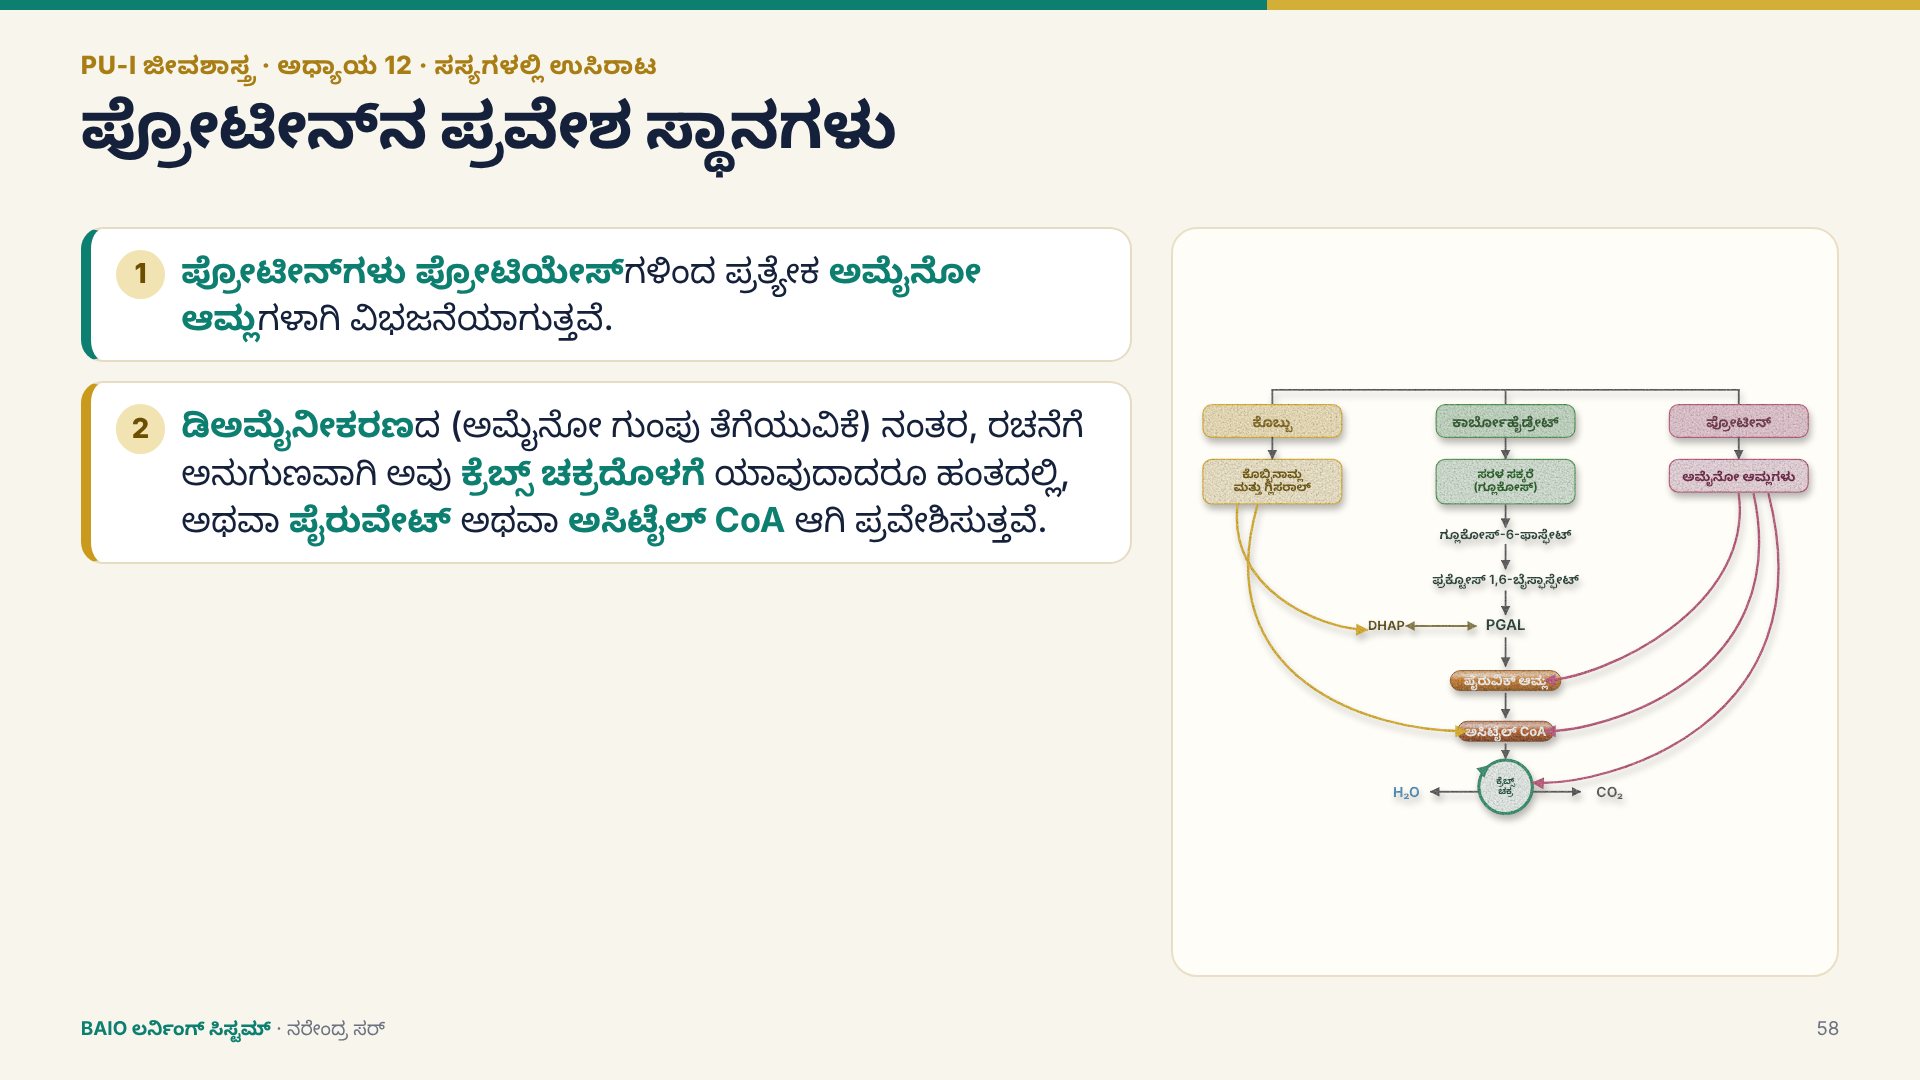 PU-I ಜೀವಶಾಸ್ತ್ರ · ಅಧ್ಯಾಯ 12 · ಸಸ್ಯಗಳಲ್ಲಿ ಉಸಿರಾಟ
ಪ್ರೋಟೀನ್‌ನ ಪ್ರವೇಶ ಸ್ಥಾನಗಳು
1 ಪ್ರೋಟೀನ್‌ಗಳು ಪ್ರೋಟಿಯೇಸ್‌ಗಳಿಂದ ಪ್ರತ್ಯೇಕ ಅಮೈನೋ
ಆಮ್ಲಗಳಾಗಿ ವಿಭಜನೆಯಾಗುತ್ತವೆ.
2 ಡಿಅಮೈನೀಕರಣದ (ಅಮೈನೋ ಗುಂಪು ತೆಗೆಯುವಿಕೆ) ನಂತರ, ರಚನೆಗೆ
ಅನುಗುಣವಾಗಿ ಅವು ಕ್ರೆಬ್ಸ್ ಚಕ್ರದೊಳಗೆ ಯಾವುದಾದರೂ ಹಂತದಲ್ಲಿ,
ಅಥವಾ ಪೈರುವೇಟ್ ಅಥವಾ ಅಸಿಟೈಲ್ CoA ಆಗಿ ಪ್ರವೇಶಿಸುತ್ತವೆ.
ಕೊಬ್ಬು ಕಾರ್ಬೋಹೈಡ್ರೇಟ್ ಪ್ರೋಟೀನ್
ಕೊಬ್ಬಿನಾಮ್ಲ
ಮತ್ತು ಗ್ಲಿಸರಾಲ್
ಸರಳ ಸಕ್ಕರೆ
(ಗ್ಲೂಕೋಸ್)
ಅಮೈನೋ ಆಮ್ಲಗಳು
ಗ್ಲೂಕೋಸ್-6-ಫಾಸ್ಫೇಟ್
ಫ್ರಕ್ಟೋಸ್ 1,6-ಬೈಸ್ಫಾಸ್ಫೇಟ್
DHAP PGAL
ಪೈರುವಿಕ್ ಆಮ್ಲ
ಅಸಿಟೈಲ್ CoA
ಕ್ರೆಬ್ಸ್
ಚಕ್ರ
H₂O CO₂
BAIO ಲರ್ನಿಂಗ್ ಸಿಸ್ಟಮ್ · ನರೇಂದ್ರ ಸರ್ 58